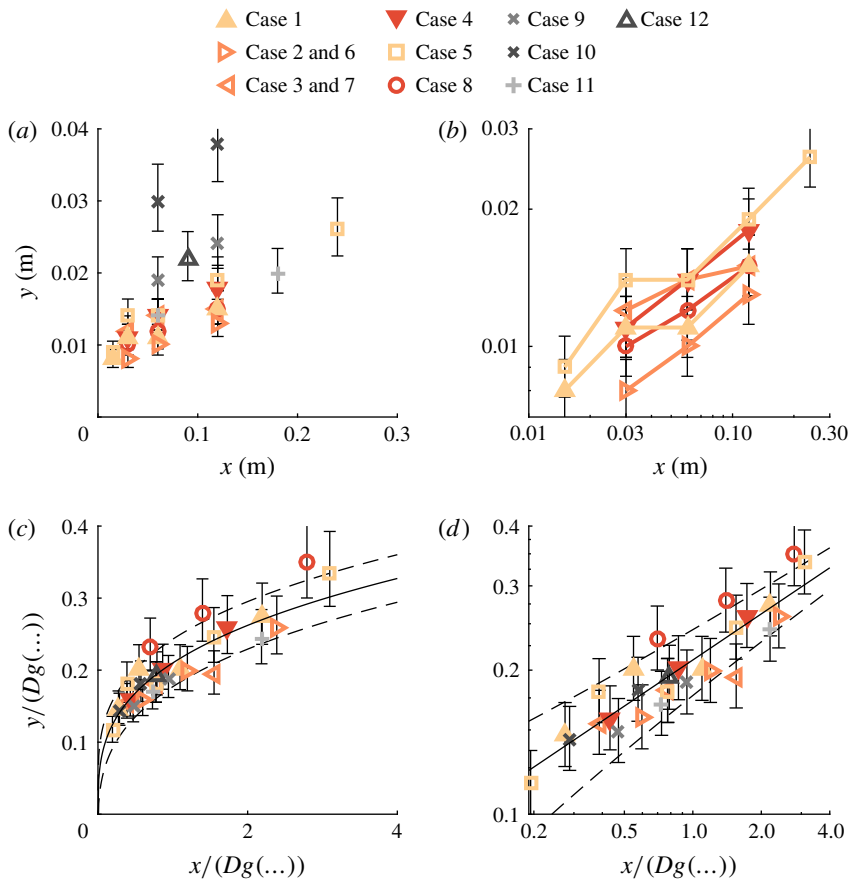 Case 1 Case 4 Case 9 Case 12
Case 2 and 6 Case 5 Case 10
Case 3 and 7 Case 8 Case 11
(a) (b)
0.04
0.03
0.02
0.01
0 0.1 0.2 0.3
y (m)
x (m)
0.03
0.02
0.01
0.01 0.03 0.10 0.30
x (m)
(c) (d)
0.4
0.3
0.2
0.1
0 2 4
y/(Dg(...))
x/(Dg(...))
0.4
0.2
0.1
0.2 0.5 1.0 2.0 4.0
x/(Dg(...))